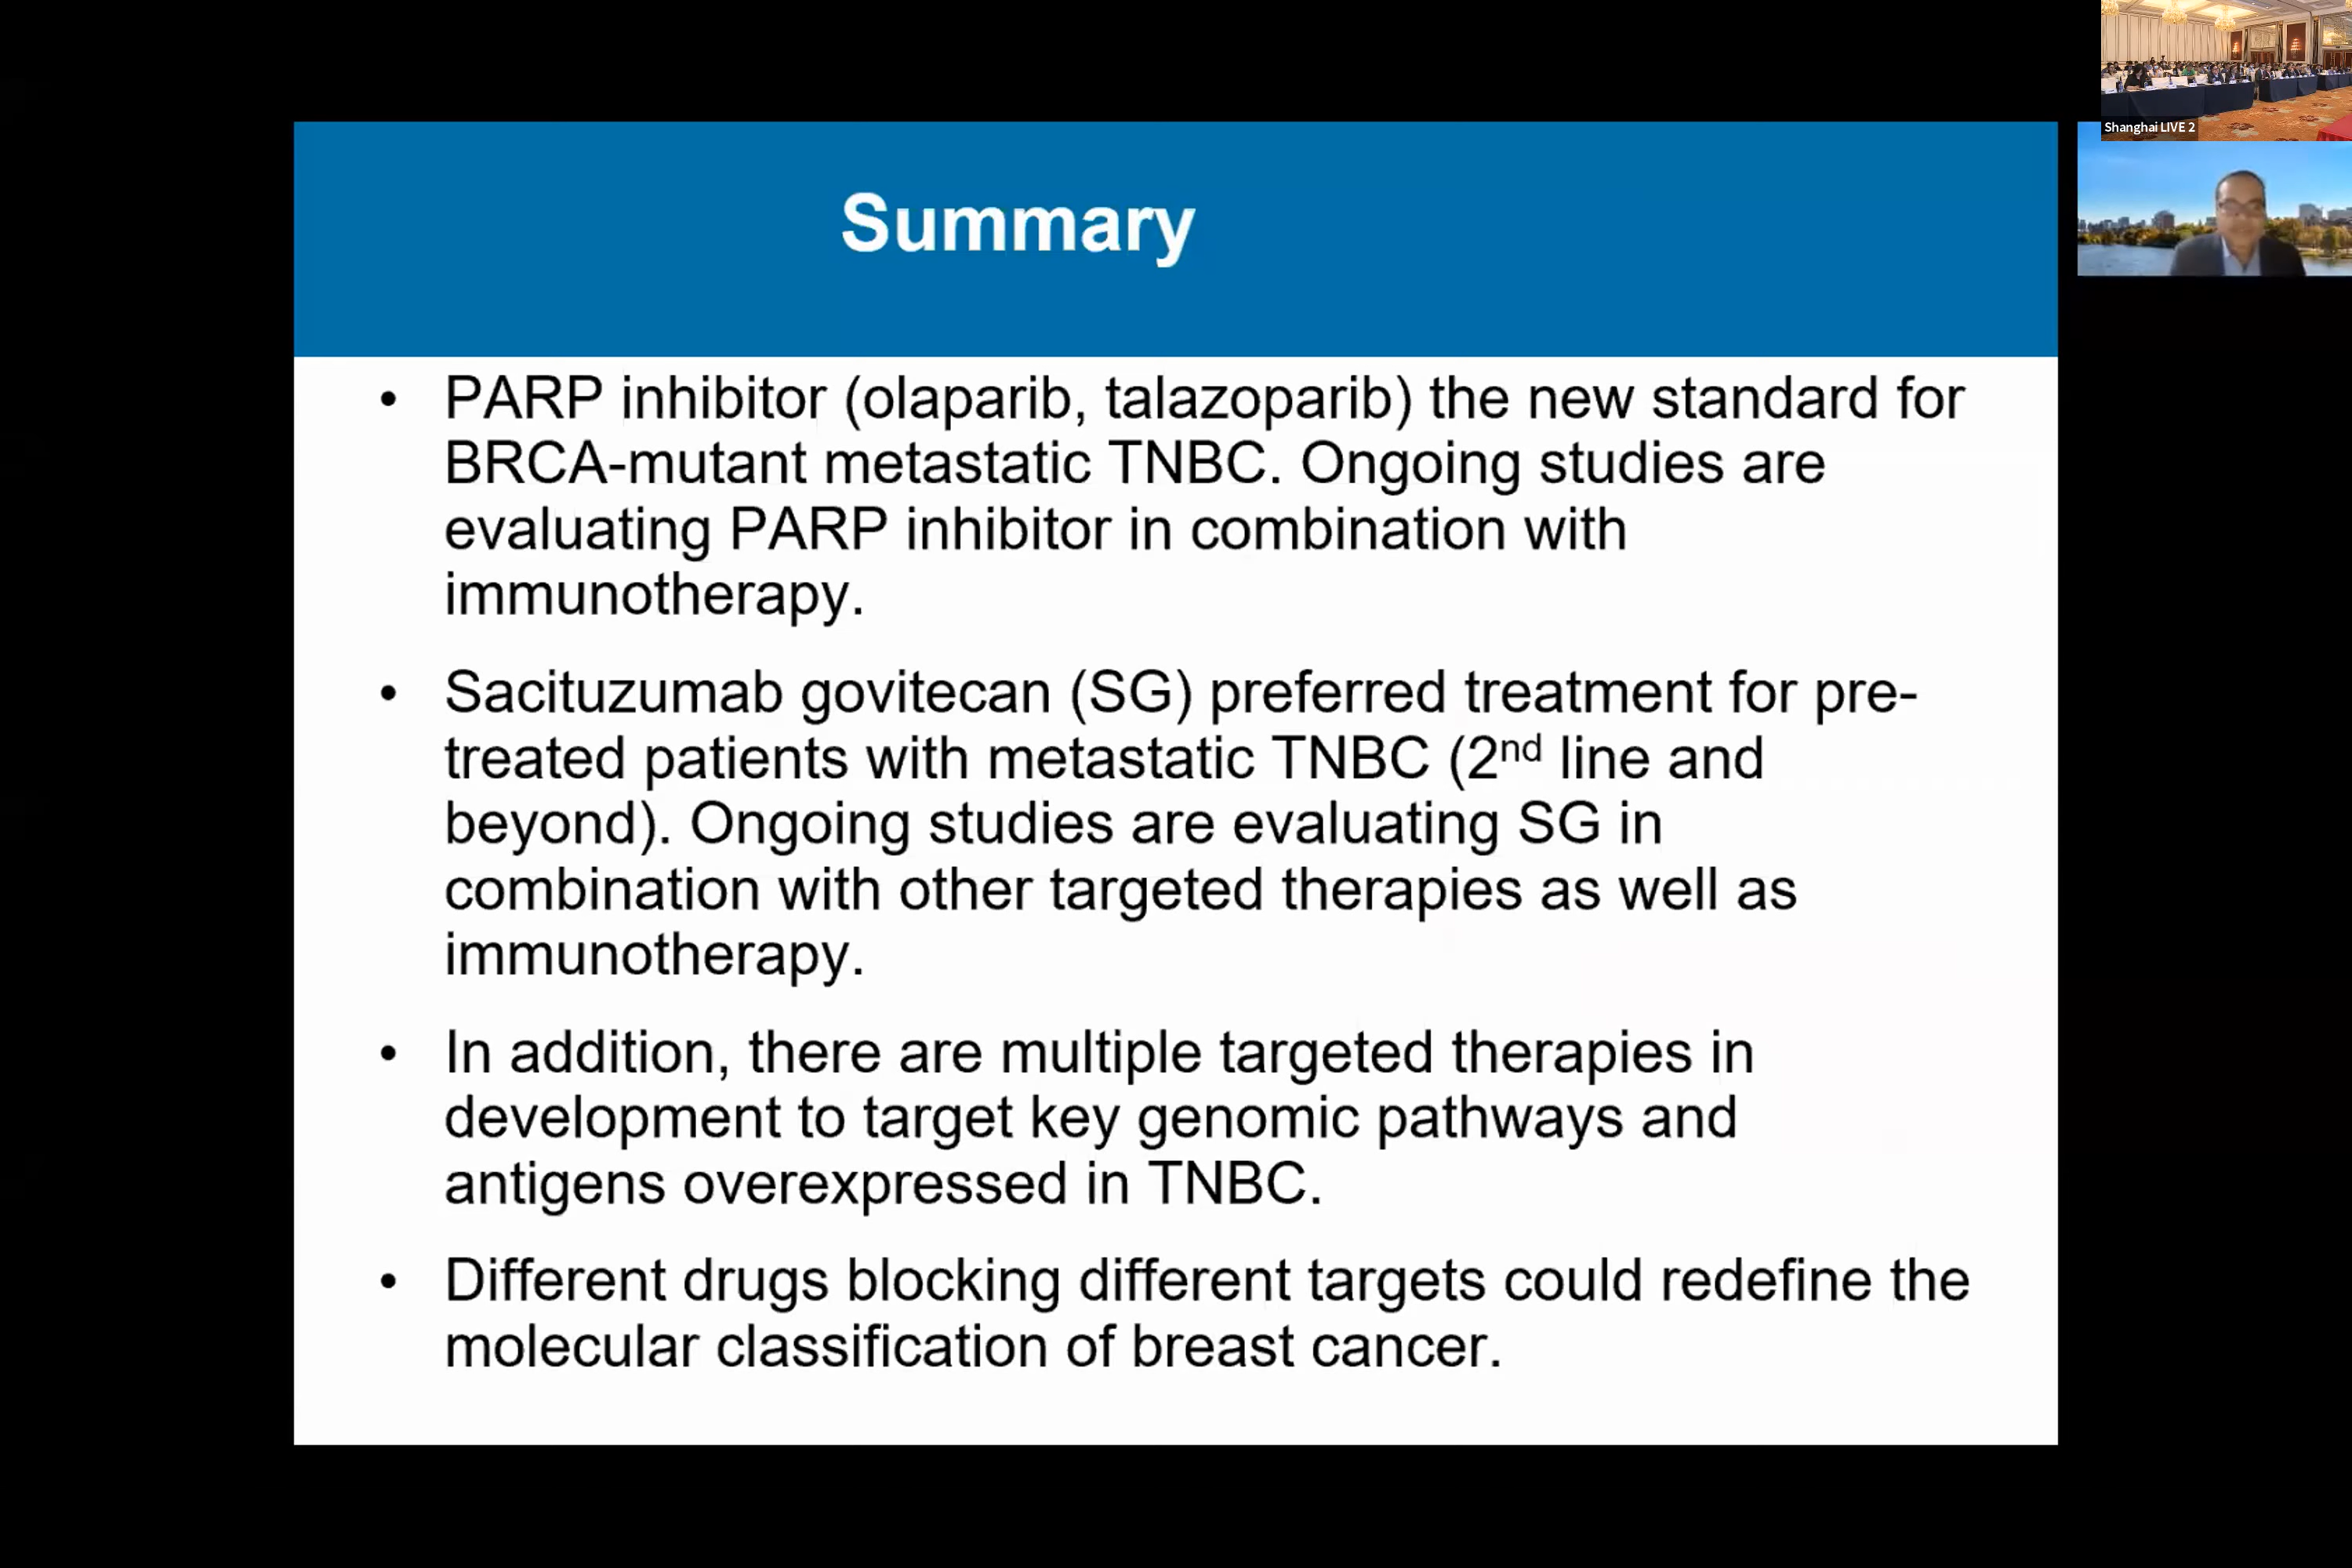 Shanghai LIVE 2
Summary
• PARP inhibitor (olaparib, talazoparib) the new standard for
BRCA-mutant metastatic TNBC. Ongoing studies are
evaluating PARP inhibitor in combination with
immunotherapy.
• Sacituzumab govitecan (SG) preferred treatment for pre-
treated patients with metastatic TNBC (2nd line and
beyond). Ongoing studies are evaluating SG in
combination with other targeted therapies as well as
immunotherapy.
• In addition, there are multiple targeted therapies in
development to target key genomic pathways and
antigens overexpressed in TNBC.
• Different drugs blocking different targets could redefine the
molecular classification of breast cancer.